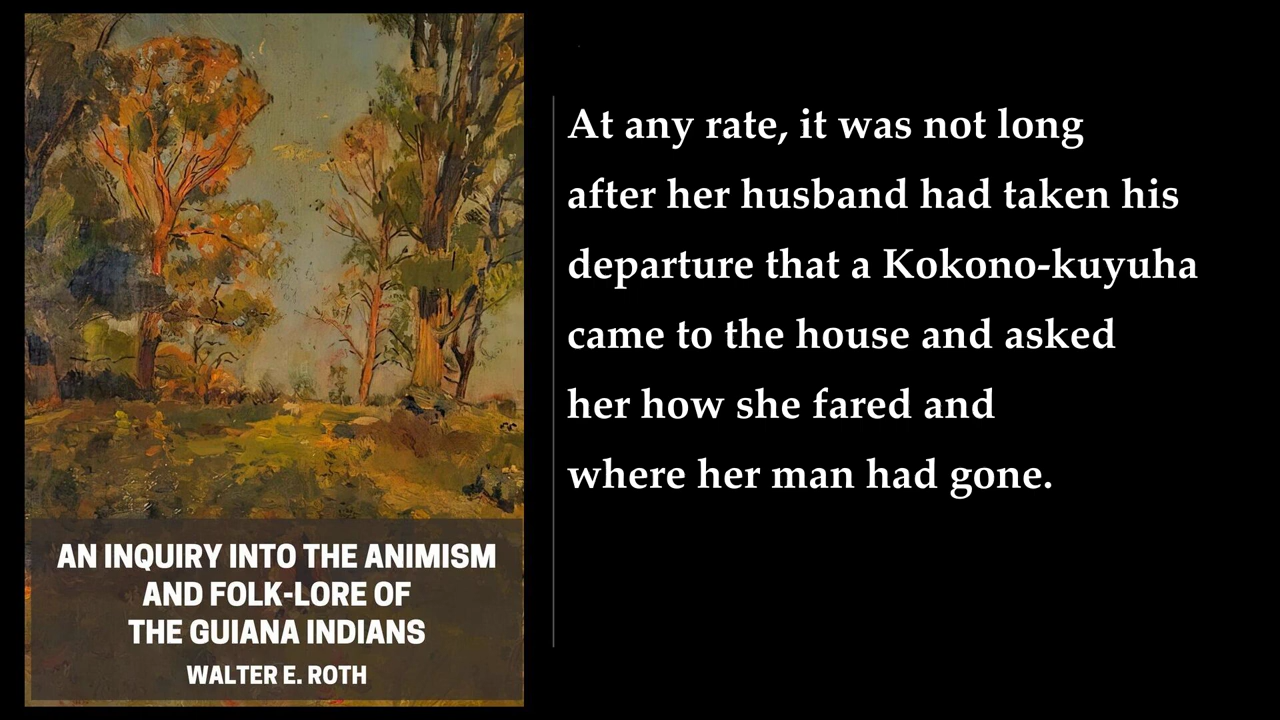 At any rate, it was not long
after her husband had taken his
departure that a Kokono-kuyuha
came to the house and asked
her how she fared and
where her man had gone.
AN INQUIRY INTO THE ANIMISM
AND FOLK-LORE OF
THE GUIANA INDIANS
WALTER E. ROTH